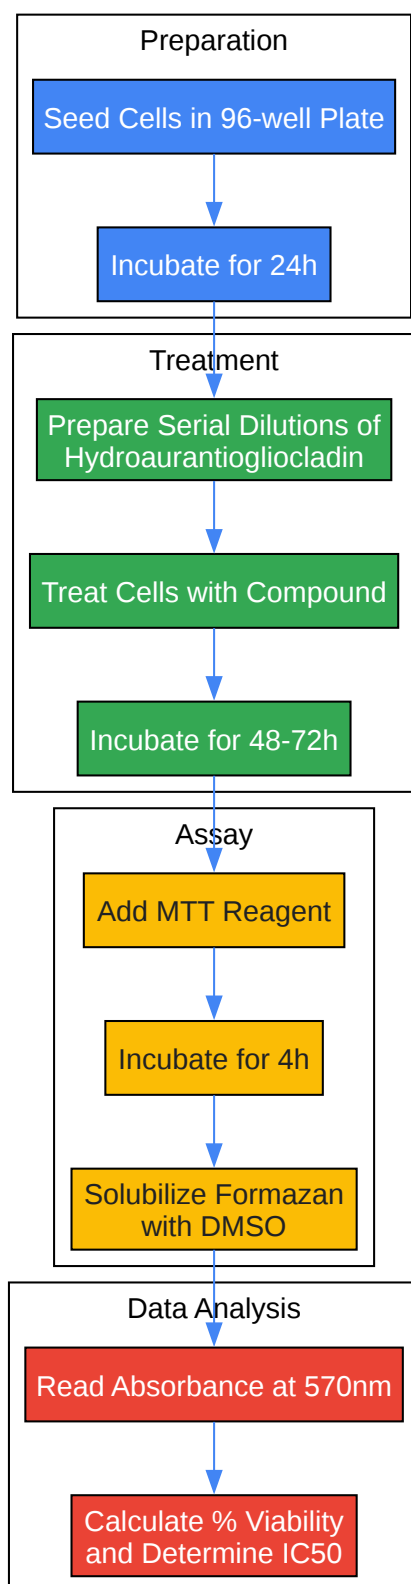 Preparation
Seed Cells in 96-well Plate
Incubate for 24h
Treatment
Prepare Serial Dilutions of
Hydroaurantiogliocladin
Treat Cells with Compound
Incubate for 48-72h
Assay
Add MTT Reagent
Incubate for 4h
Solubilize Formazan
with DMSO
Data Analysis
Read Absorbance at 570nm
Calculate % Viability
and Determine IC50